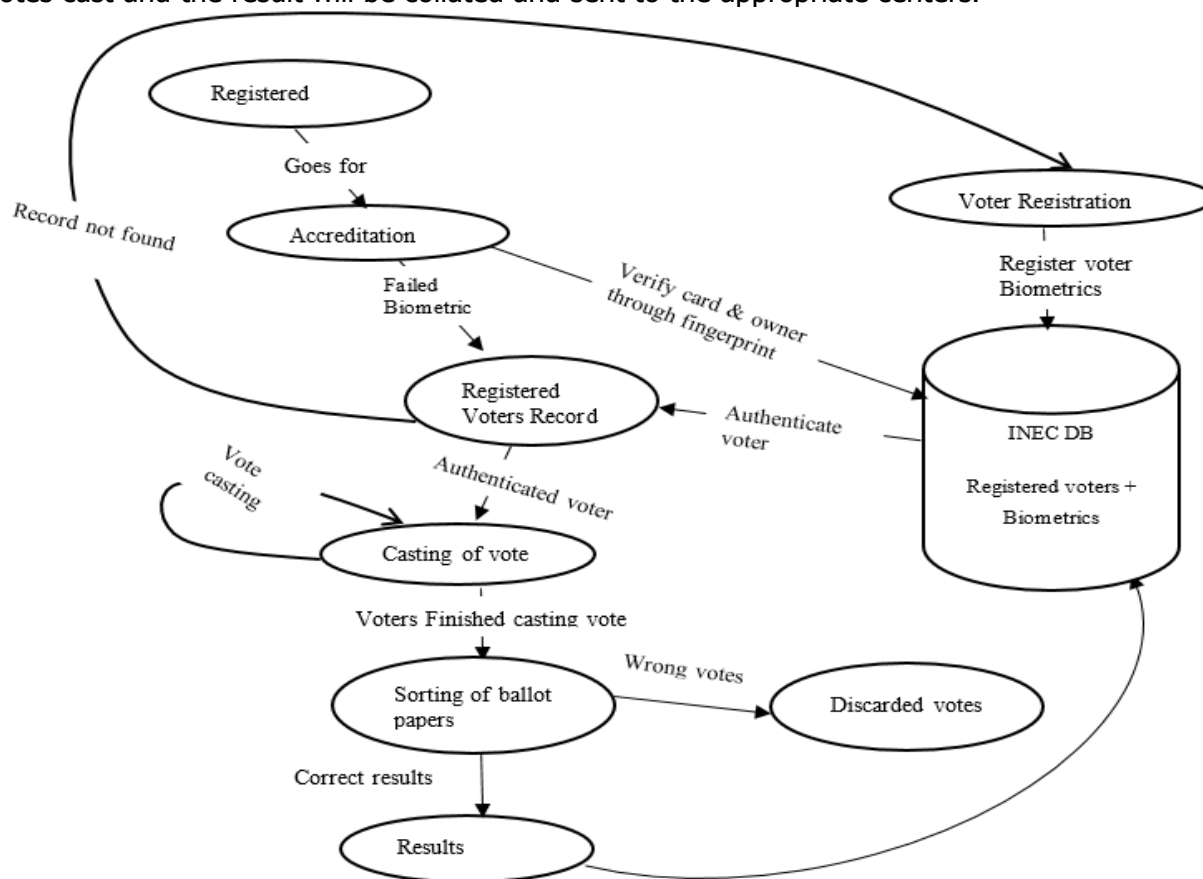 votes cast and the result will be collated and sent to the appropriate centers.
Registered
Goes for
Record not found
Accreditation
Voter Registration
Failed
Biometric
Verify card & owner
through fingerprint
Register voter
Biometrics
Registered
Voters Record
Authenticate
voter
INEC DB
Registered voters +
Biometrics
Vote
casting
Authenticated voter
Casting of vote
Voters Finished casting vote
Wrong votes
Sorting of ballot
papers
Discarded votes
Correct results
Results